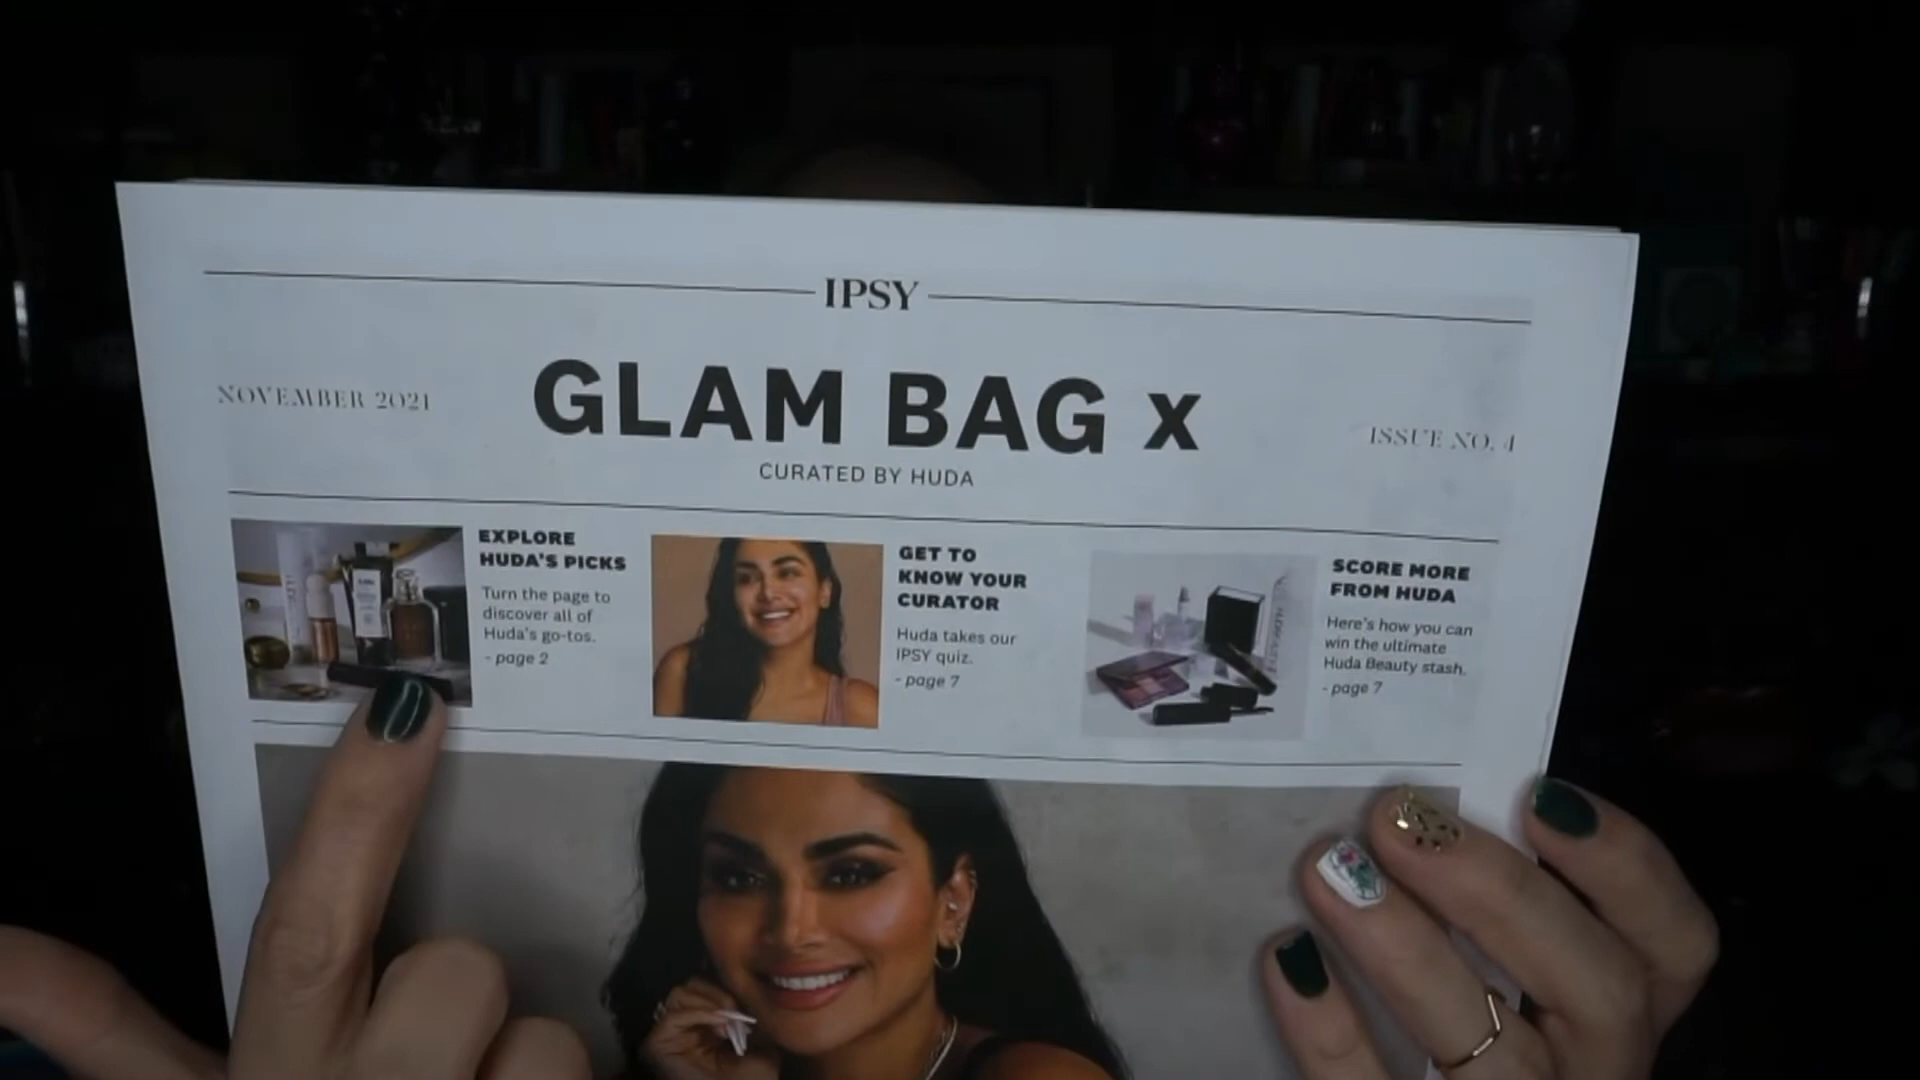 IPSY
NOVEMBER 2021
GLAM BAG x
ISSUE NO. 4
CURATED BY HUDA
EXPLORE
HUDA'S PICKS
Turn the page to
discover all of
Huda's go-tos.
- page 2
GET TO
KNOW YOUR
CURATOR
Huda takes our
IPSY quiz.
- page 7
SCORE MORE
FROM HUDA
Here's how you can
win the ultimate
Huda Beauty stash.
- page 7